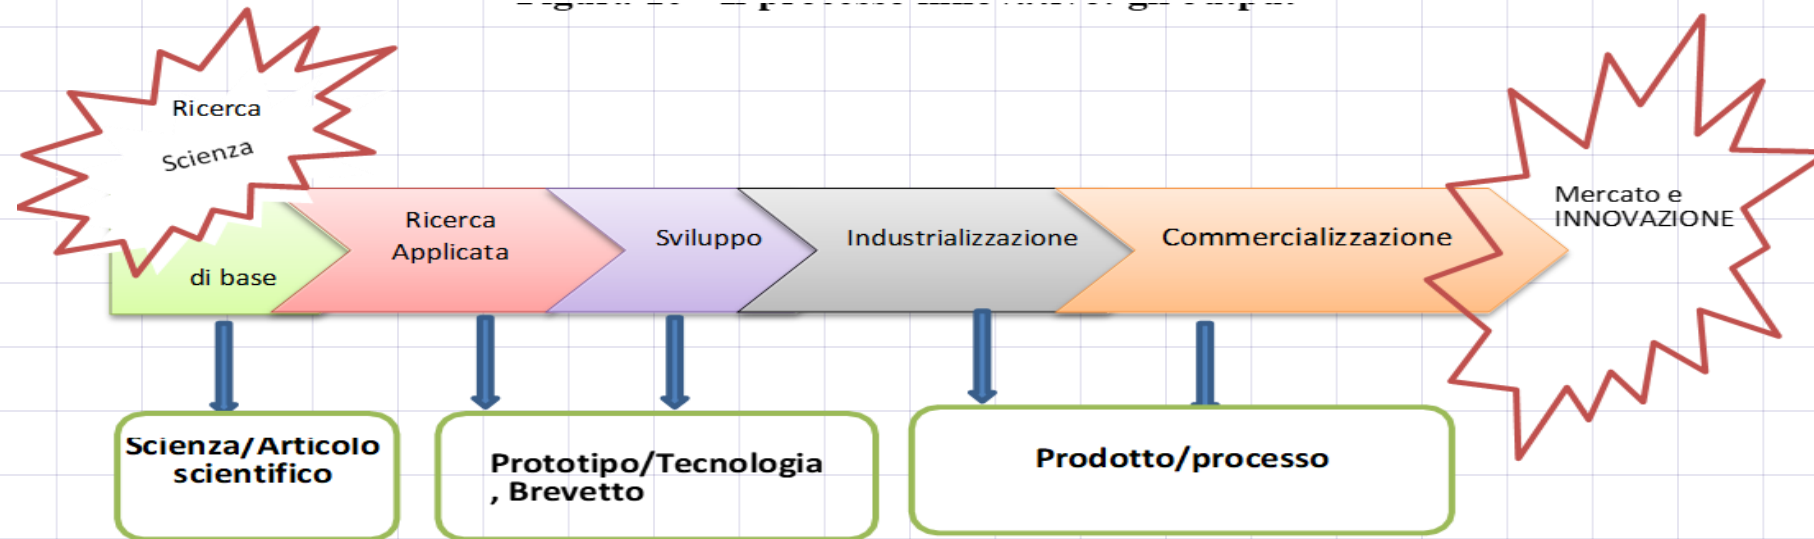 Ricerca
Scienza
di base
Ricerca
Applicata
Sviluppo
Industrializzazione
Commercializzazione
Mercato e
INNOVAZIONE
Scienza/Articolo
scientifico
Prototipo/Tecnologia
, Brevetto
Prodotto/processo